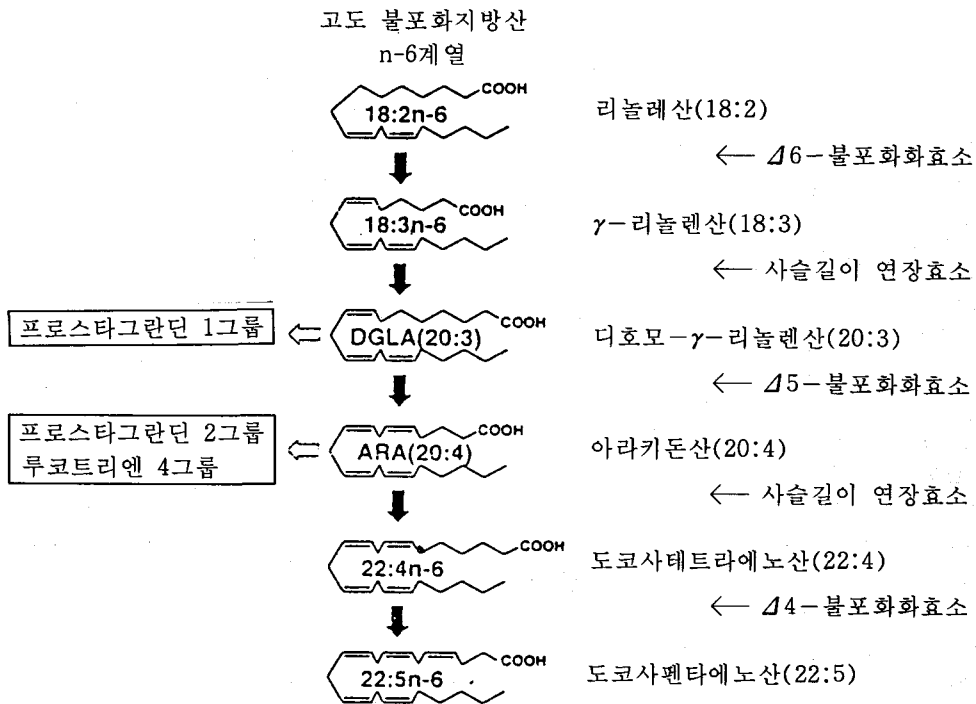 고도 불포화지방산
n-6계열
COOH
18:2n-6
리놀레산(18:2)
← Δ6-불포화화효소
COOH
18:3n-6
γ-리놀렌산(18:3)
← 사슬길이 연장효소
프로스타그란딘 1그룹
COOH
DGLA(20:3)
디호모-γ-리놀렌산(20:3)
← Δ5-불포화화효소
프로스타그란딘 2그룹
루코트리엔 4그룹
COOH
ARA(20:4)
아라키돈산(20:4)
← 사슬길이 연장효소
COOH
22:4n-6
도코사테트라에노산(22:4)
← Δ4-불포화화효소
COOH
22:5n-6
도코사펜타에노산(22:5)